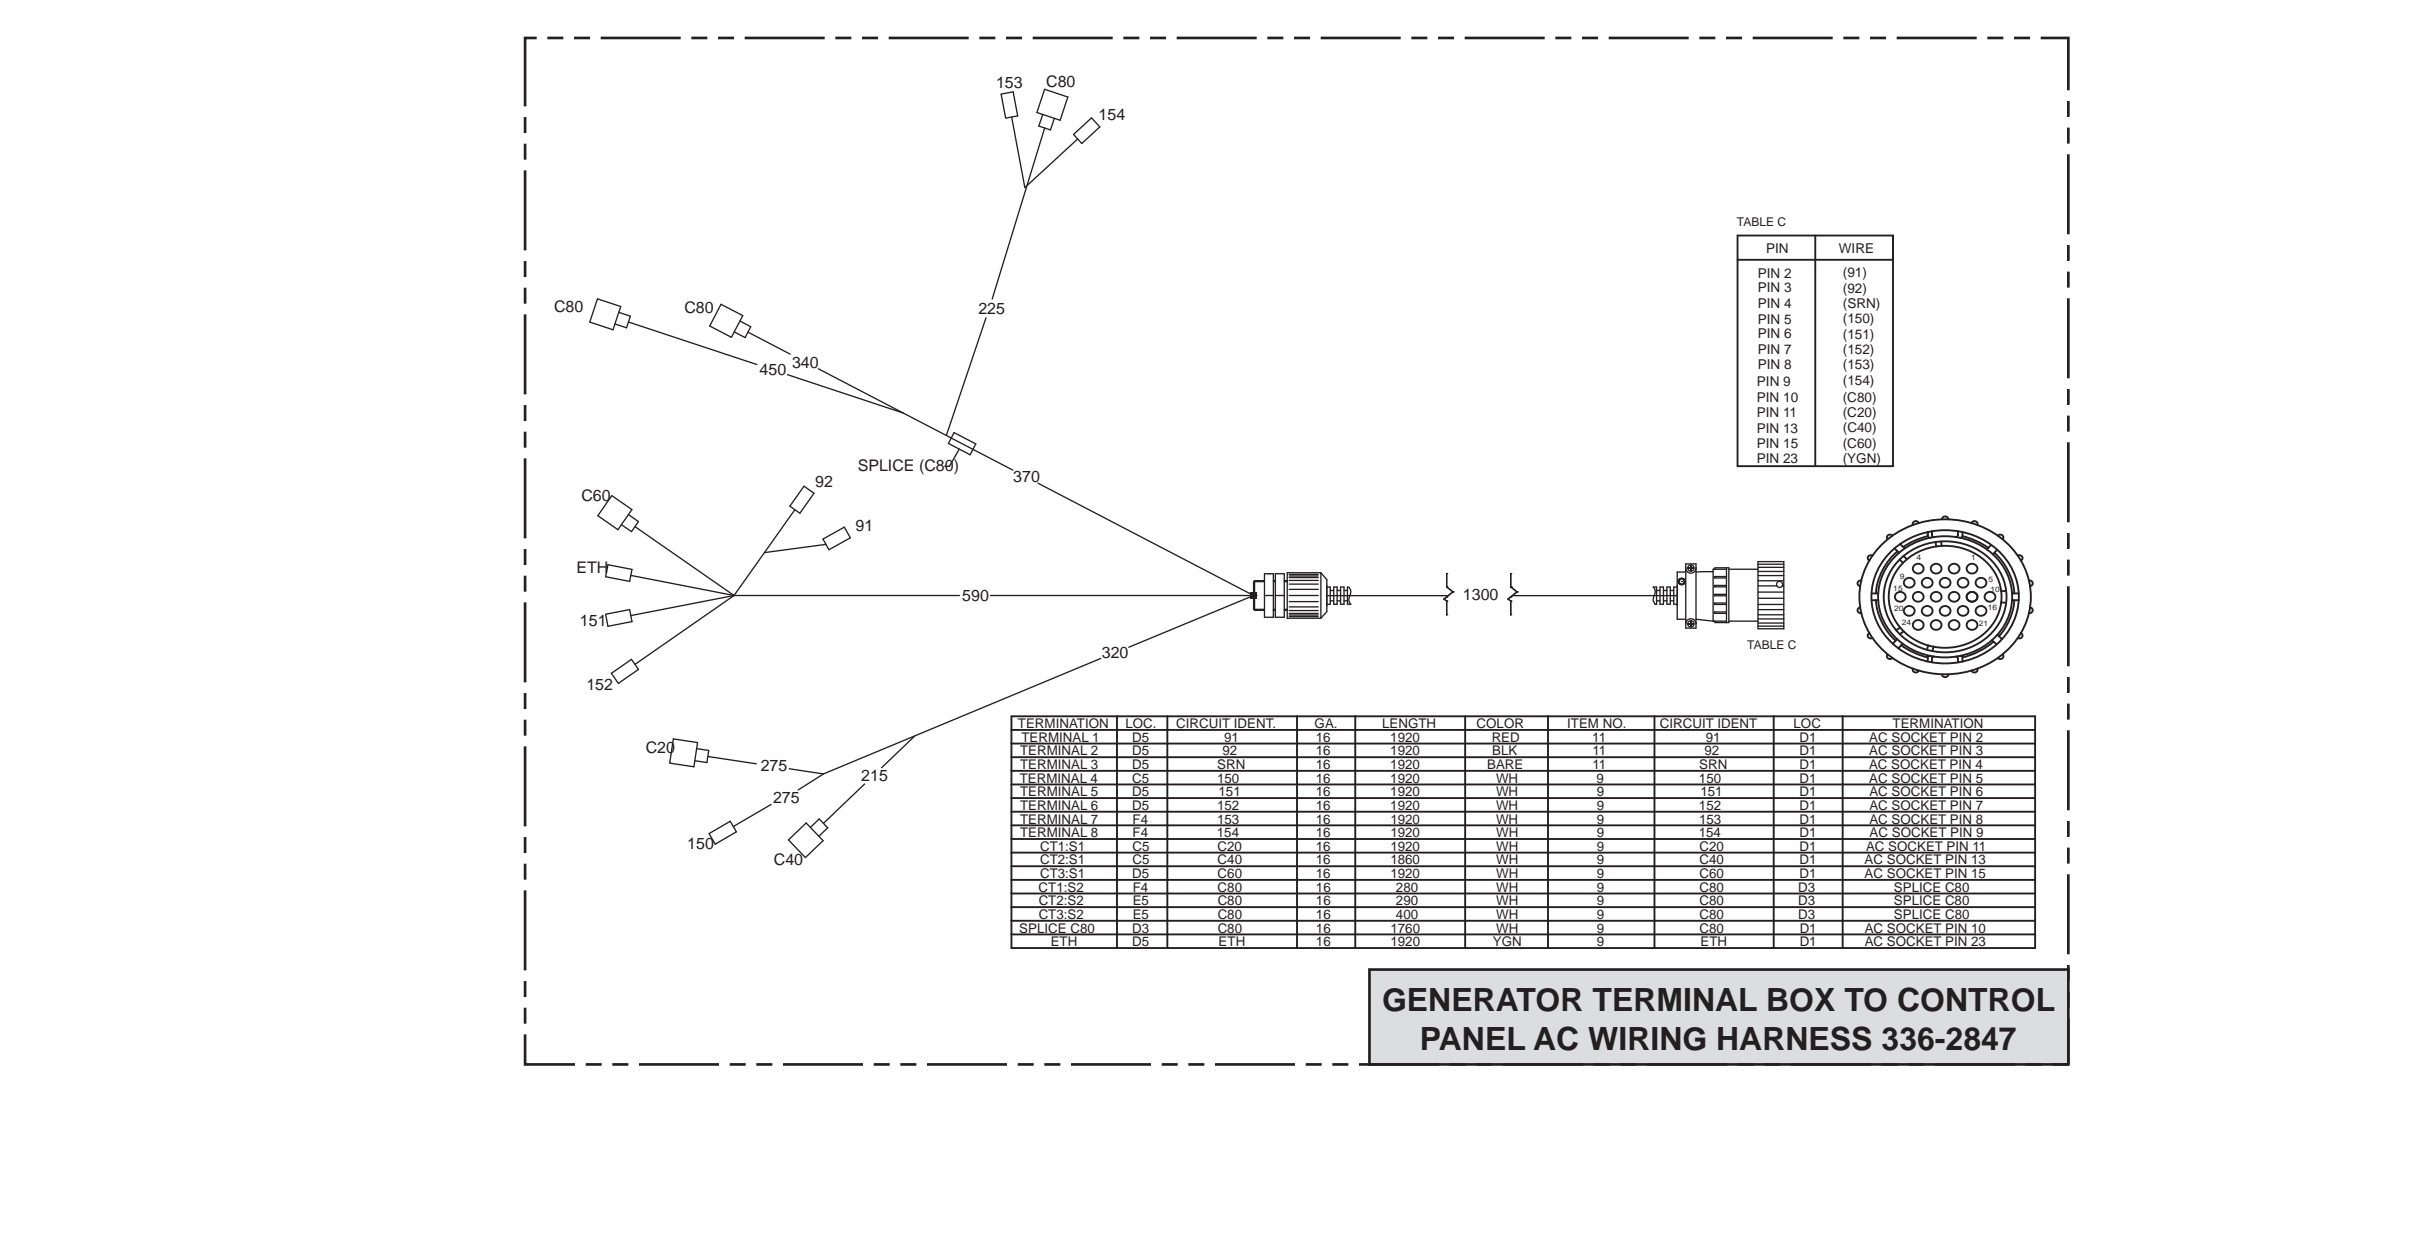 153
C80
154
TABLE C
PIN WIRE
PIN 2 (91)
PIN 3 (92)
PIN 4 (SRN)
PIN 5 (150)
PIN 6 (151)
PIN 7 (152)
PIN 8 (153)
PIN 9 (154)
PIN 10 (C80)
PIN 11 (C20)
PIN 13 (C40)
PIN 15 (C60)
PIN 23 (YGN)
C80
C80
225
340
450
SPLICE (C80)
370
92
C60
91
ETH
590
151
152
320
1300
TABLE C
4 1
9 5
15 10
20 16
24 21
C20
275
215
275
150
C40
TERMINATION LOC. CIRCUIT IDENT. GA. LENGTH COLOR ITEM NO. CIRCUIT IDENT LOC TERMINATION
TERMINAL 1 D5 91 16 1920 RED 11 91 D1 AC SOCKET PIN 2
TERMINAL 2 D5 92 16 1920 BLK 11 92 D1 AC SOCKET PIN 3
TERMINAL 3 D5 SRN 16 1920 BARE 11 SRN D1 AC SOCKET PIN 4
TERMINAL 4 C5 150 16 1920 WH 9 150 D1 AC SOCKET PIN 5
TERMINAL 5 D5 151 16 1920 WH 9 151 D1 AC SOCKET PIN 6
TERMINAL 6 D5 152 16 1920 WH 9 152 D1 AC SOCKET PIN 7
TERMINAL 7 F4 153 16 1920 WH 9 153 D1 AC SOCKET PIN 8
TERMINAL 8 F4 154 16 1920 WH 9 154 D1 AC SOCKET PIN 9
CT1:S1 C5 C20 16 1920 WH 9 C20 D1 AC SOCKET PIN 11
CT2:S1 C5 C40 16 1860 WH 9 C40 D1 AC SOCKET PIN 13
CT3:S1 D5 C60 16 1920 WH 9 C60 D1 AC SOCKET PIN 15
CT1:S2 F4 C80 16 280 WH 9 C80 D3 SPLICE C80
CT2:S2 E5 C80 16 290 WH 9 C80 D3 SPLICE C80
CT3:S2 E5 C80 16 400 WH 9 C80 D3 SPLICE C80
SPLICE C80 D3 C80 16 1760 WH 9 C80 D1 AC SOCKET PIN 10
ETH D5 ETH 16 1920 YGN 9 ETH D1 AC SOCKET PIN 23
GENERATOR TERMINAL BOX TO CONTROL
PANEL AC WIRING HARNESS 336-2847